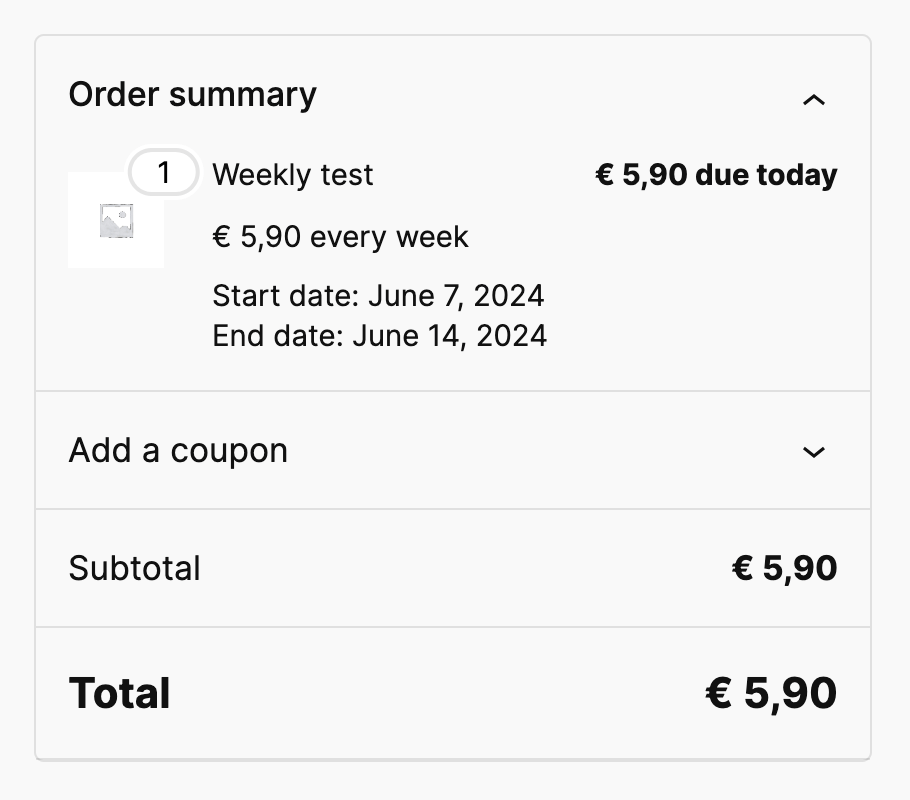 Order summary
1
Weekly test
€ 5,90 due today
€ 5,90 every week
Start date: June 7, 2024
End date: June 14, 2024
Add a coupon
Subtotal
€ 5,90
Total
€ 5,90